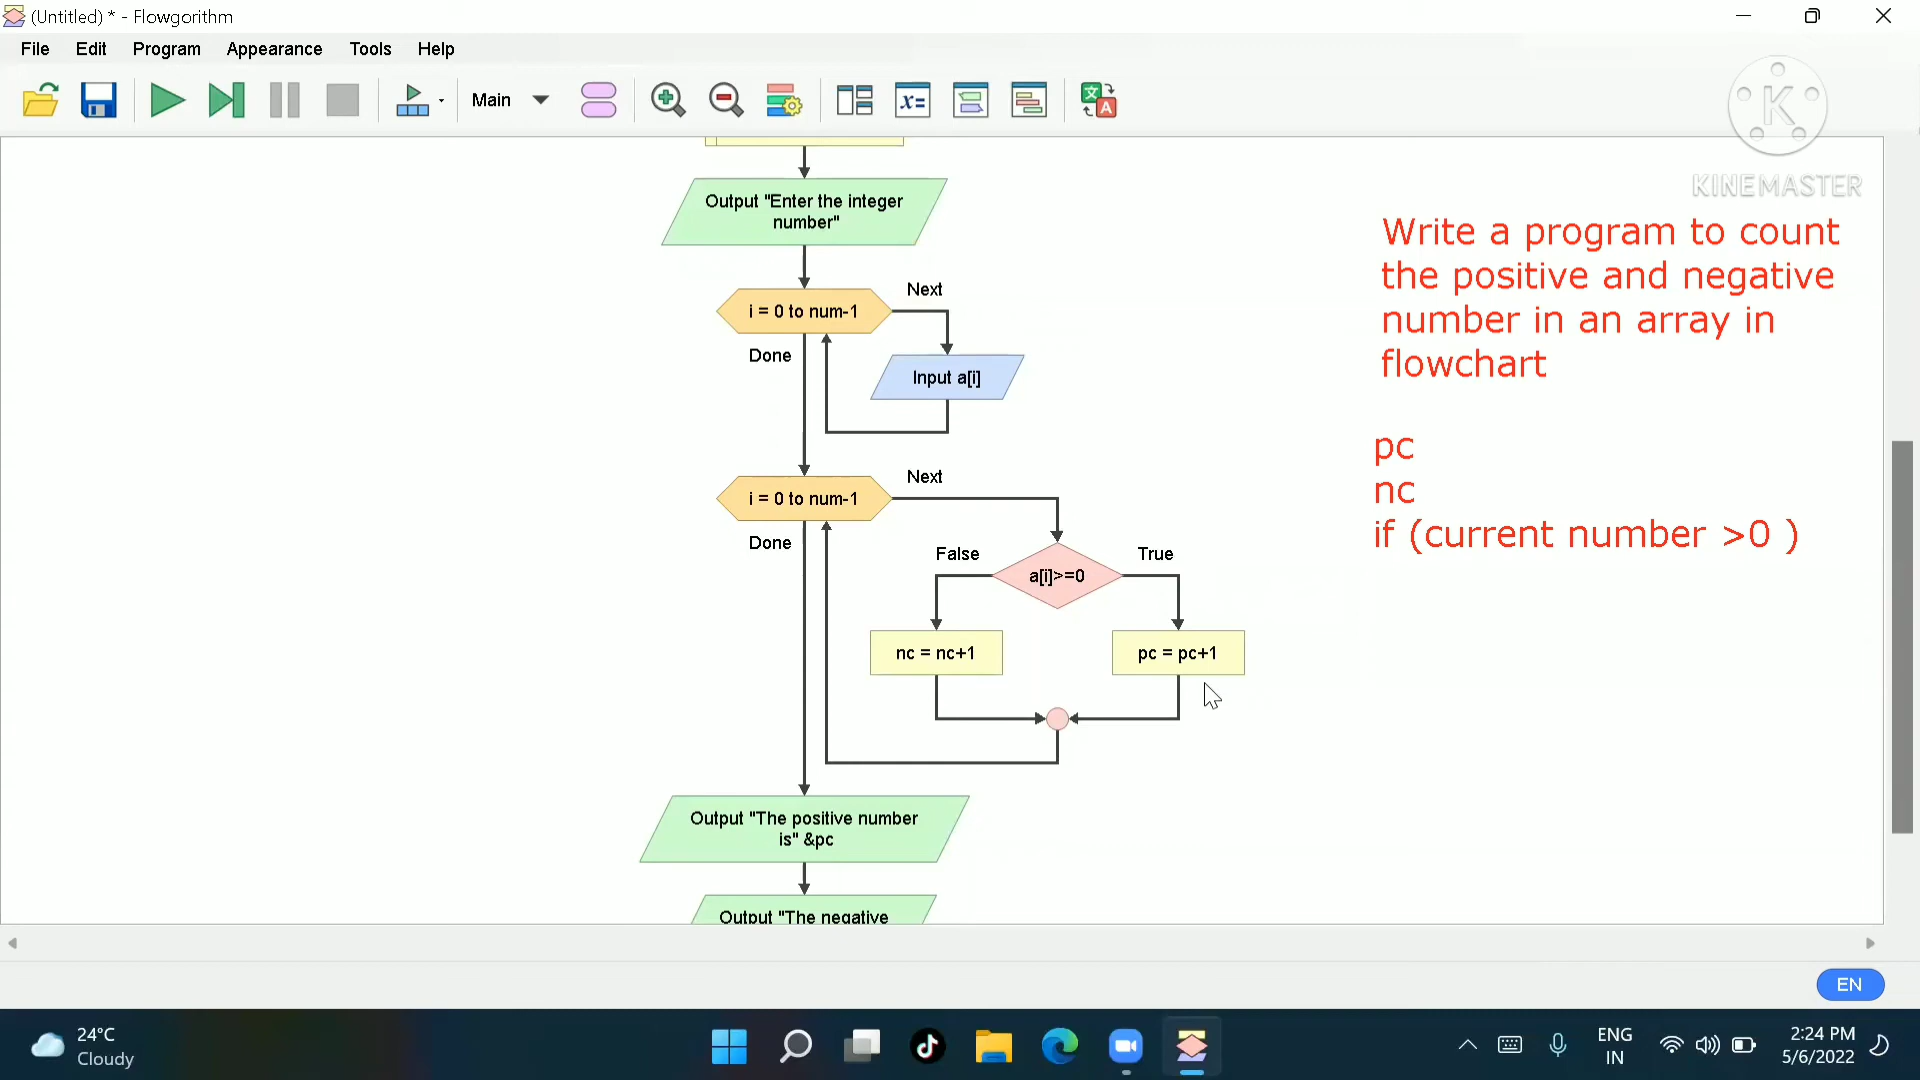 (Untitled) * - Flowgorithm
File Edit Program Appearance Tools Help
Main
x=
文 A
K
KINEMASTER
Output "Enter the integer
number"
i = 0 to num-1
Next
Done
Input a[i]
i = 0 to num-1
Next
Done
False
True
a[i]>=0
nc = nc+1
pc = pc+1
Output "The positive number
is" &pc
Output "The negative
Write a program to count
the positive and negative
number in an array in
flowchart
pc
nc
if (current number >0 )
EN
24°C
Cloudy
ENG
IN
2:24 PM
5/6/2022